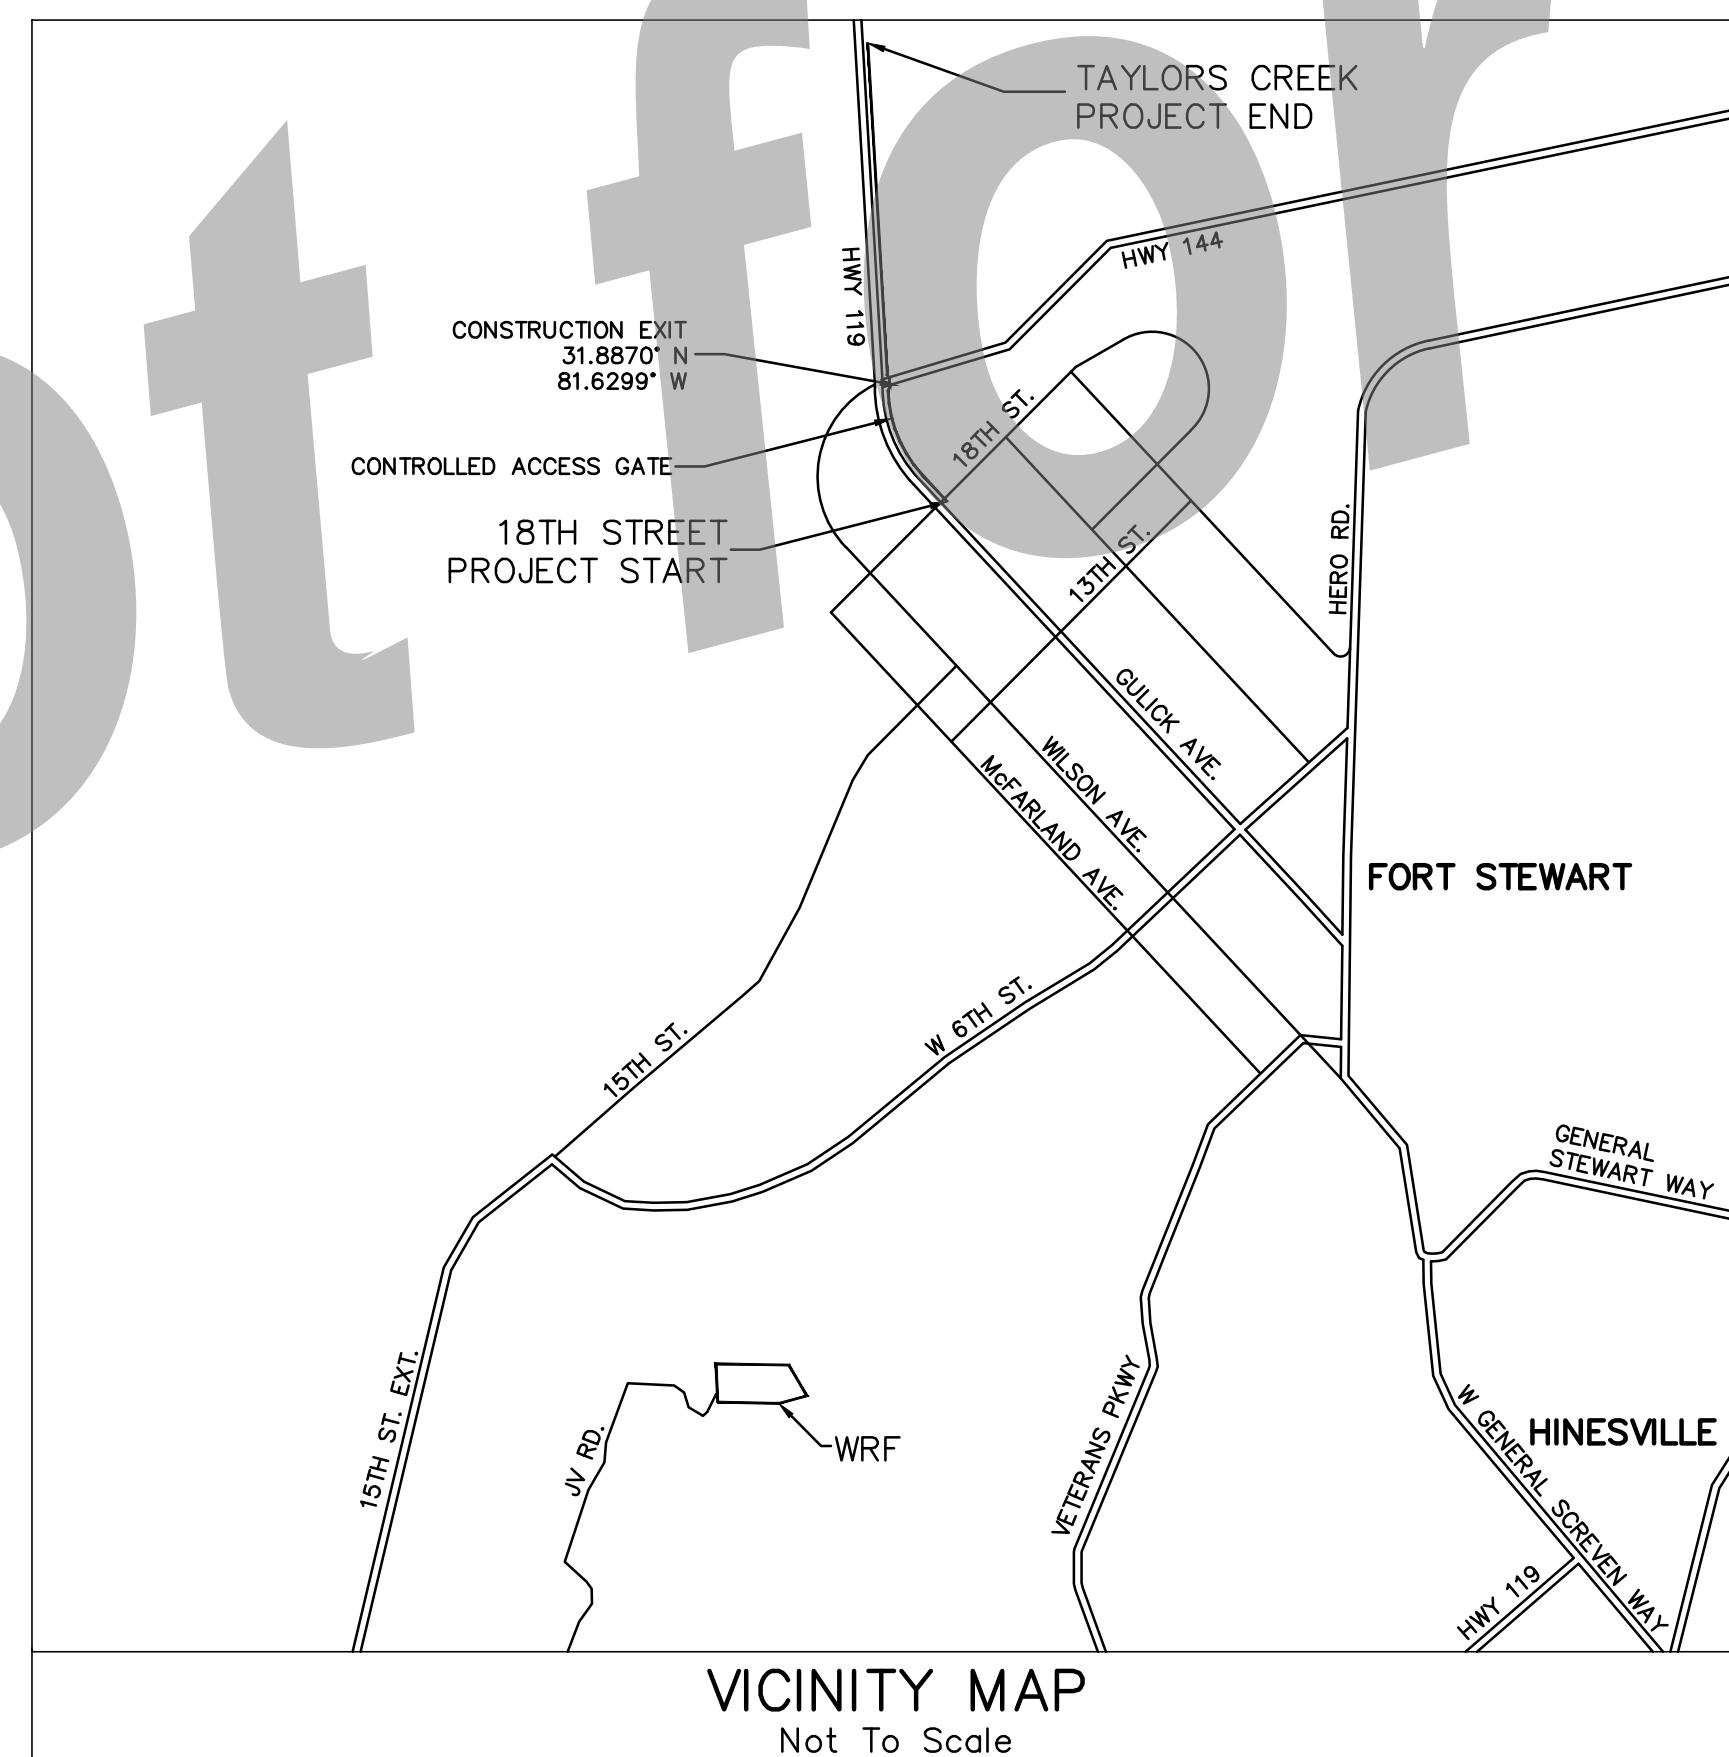 ot for
TAYLORS CREEK
PROJECT END
HWY 144
HWY 119
CONSTRUCTION EXIT
31.8870° N
81.6299° W
CONTROLLED ACCESS GATE
18TH ST.
18TH STREET
PROJECT START
13TH ST.
HERO RD.
GULICK AVE.
WILSON AVE.
McFARLAND AVE.
FORT STEWART
W 6TH ST.
15TH ST.
GENERAL
STEWART WAY
15TH ST. EXT.
JV RD.
WRF
VETERANS PKWY
HINESVILLE
W GENERAL SCREVEN WAY
HWY 119
VICINITY MAP
Not To Scale